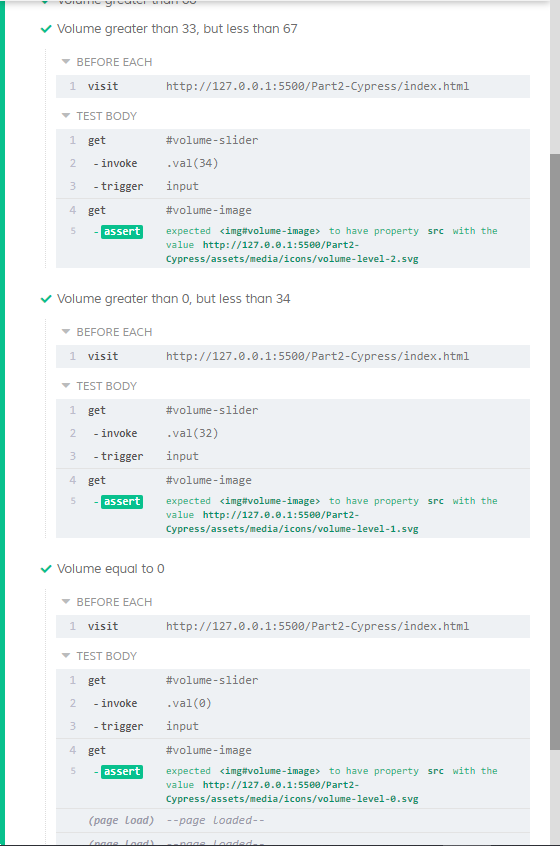 Volume greater than 66
Volume greater than 33, but less than 67
BEFORE EACH
1 visit http://127.0.0.1:5500/Part2-Cypress/index.html
TEST BODY
1 get #volume-slider
2 -invoke .val(34)
3 -trigger input
4 get #volume-image
5 -assert expected <img#volume-image> to have property src with the
value http://127.0.0.1:5500/Part2-
Cypress/assets/media/icons/volume-level-2.svg
Volume greater than 0, but less than 34
BEFORE EACH
1 visit http://127.0.0.1:5500/Part2-Cypress/index.html
TEST BODY
1 get #volume-slider
2 -invoke .val(32)
3 -trigger input
4 get #volume-image
5 -assert expected <img#volume-image> to have property src with the
value http://127.0.0.1:5500/Part2-
Cypress/assets/media/icons/volume-level-1.svg
Volume equal to 0
BEFORE EACH
1 visit http://127.0.0.1:5500/Part2-Cypress/index.html
TEST BODY
1 get #volume-slider
2 -invoke .val(0)
3 -trigger input
4 get #volume-image
5 -assert expected <img#volume-image> to have property src with the
value http://127.0.0.1:5500/Part2-
Cypress/assets/media/icons/volume-level-0.svg
(page load) --page loaded--
(page load) --page loaded--